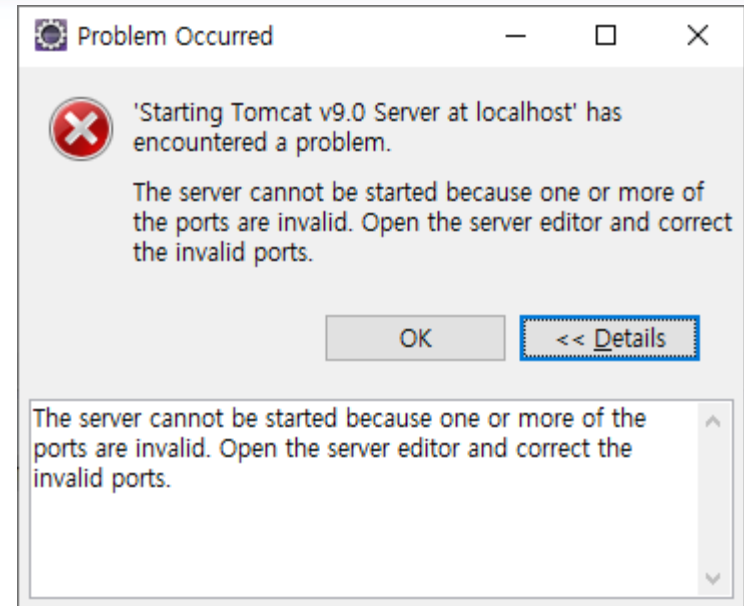 Problem Occurred
'Starting Tomcat v9.0 Server at localhost' has
encountered a problem.
The server cannot be started because one or more of
the ports are invalid. Open the server editor and correct
the invalid ports.
OK
<< Details
The server cannot be started because one or more of the
ports are invalid. Open the server editor and correct the
invalid ports.